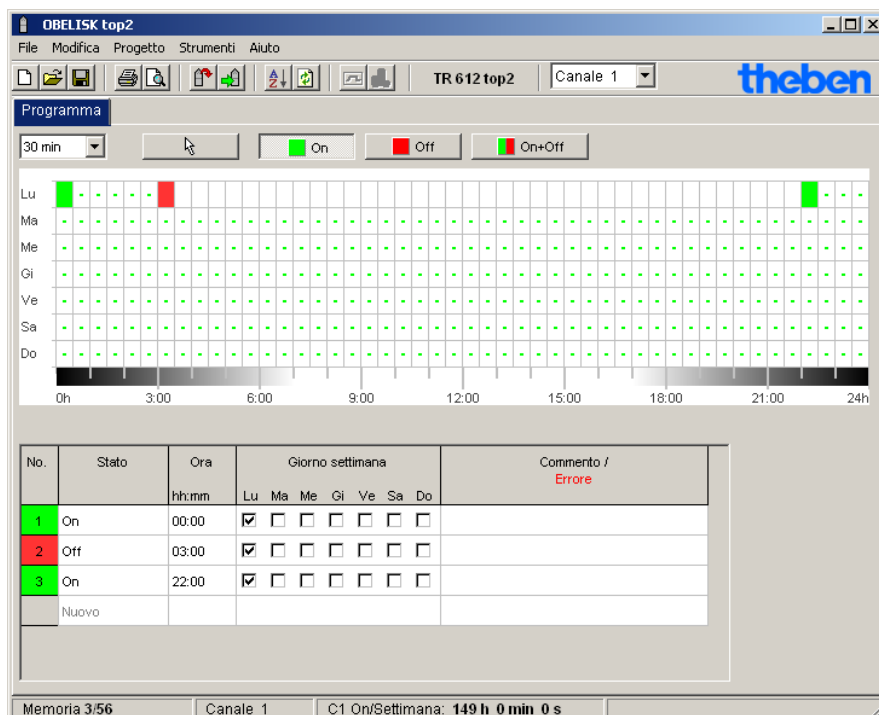 OBELISK top2
File Modifica Progetto Strumenti Aiuto
TR 612 top2 Canale 1 theben
Programma
30 min On Off On+Off
Lu
Ma
Me
Gi
Ve
Sa
Do
0h 3:00 6:00 9:00 12:00 15:00 18:00 21:00 24h
No. Stato Ora Giorno settimana Commento /
Errore
hh:mm Lu Ma Me Gi Ve Sa Do
1 On 00:00
2 Off 03:00
3 On 22:00
Nuovo
Memoria 3/56 Canale 1 C1 On/Settimana: 149 h 0 min 0 s